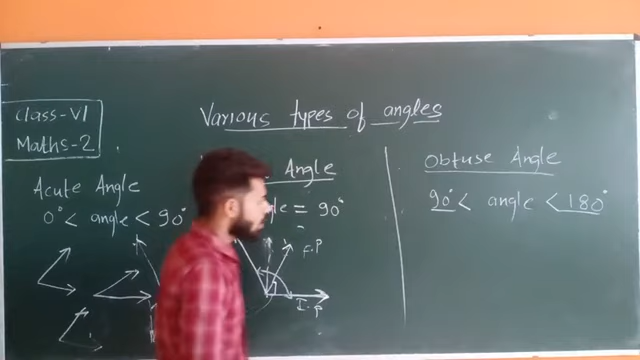 Class-VI
Maths-2
Various types of angles
Acute Angle
0° < angle < 90°
Angle
= 90°
F.P
I.P
Obtuse Angle
90° < angle < 180°